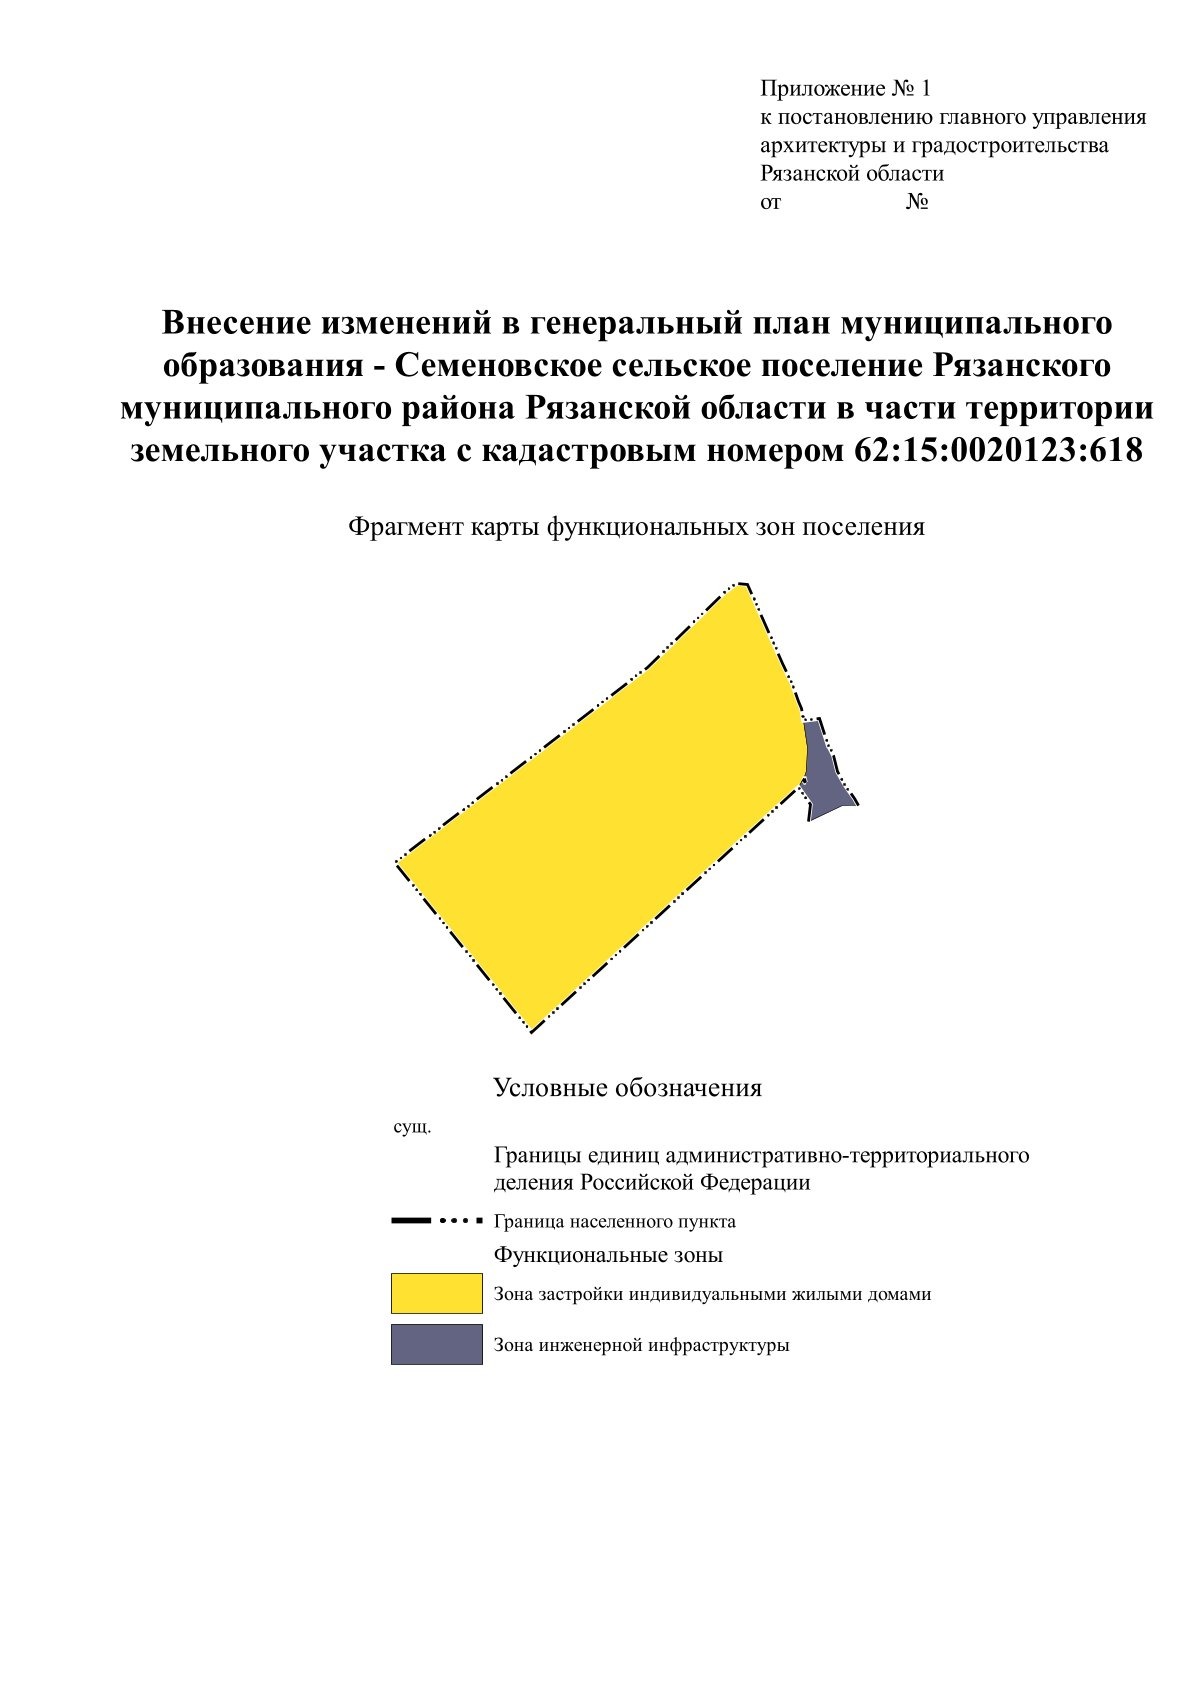 Приложение № 1
к постановлению главного управления
архитектуры и градостроительства
Рязанской области
от №
Внесение изменений в генеральный план муниципального
образования - Семеновское сельское поселение Рязанского
муниципального района Рязанской области в части территории
земельного участка с кадастровым номером 62:15:0020123:618
Фрагмент карты функциональных зон поселения
Условные обозначения
сущ.
Границы единиц административно-территориального
деления Российской Федерации
Граница населенного пункта
Функциональные зоны
Зона застройки индивидуальными жилыми домами
Зона инженерной инфраструктуры